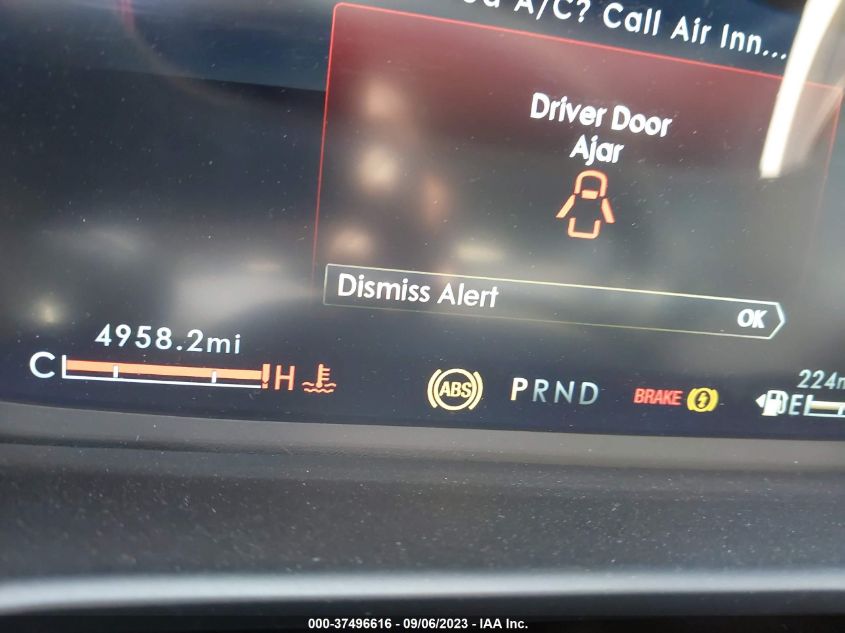 A/C? Call Air Inn...
Driver Door
Ajar
Dismiss Alert
OK
4958.2mi
C
H
ABS
PRND
BRAKE
224m
E
000-37496616 - 09/06/2023 - IAA Inc.